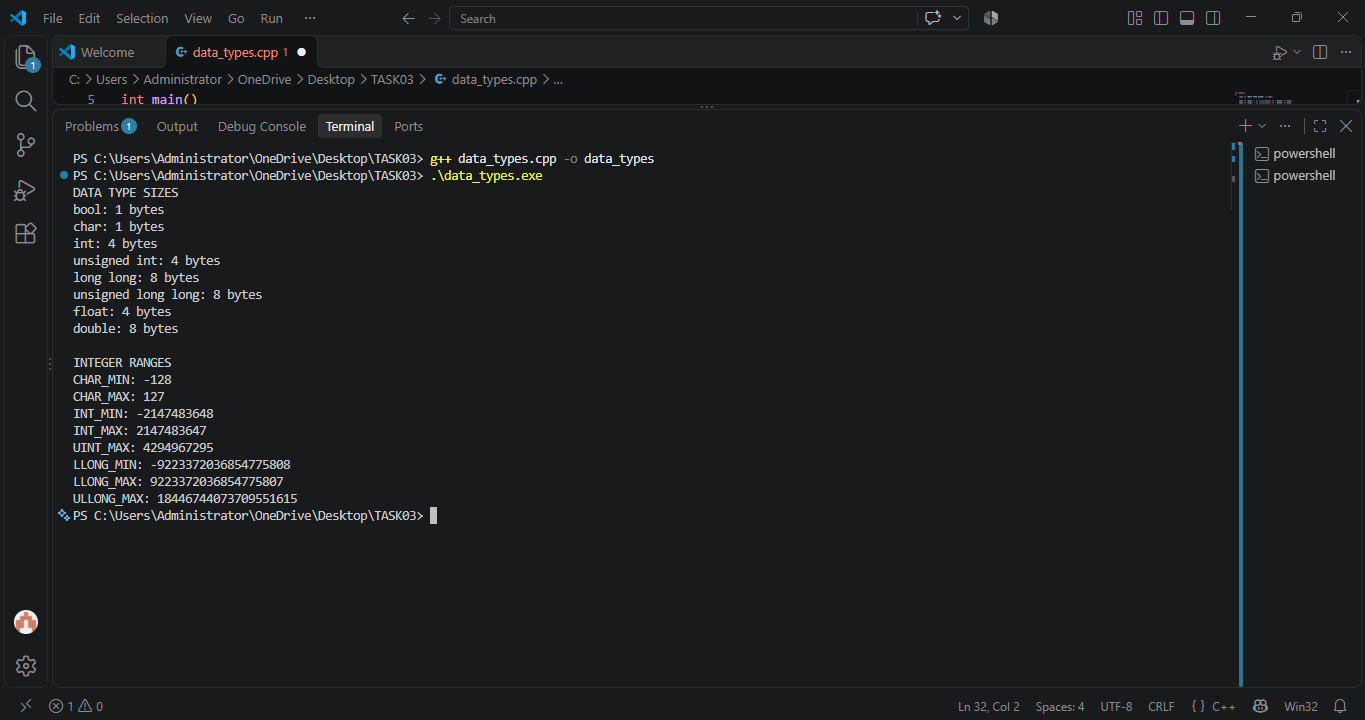 File Edit Selection View Go Run ··· Search
Welcome data_types.cpp 1
C: > Users > Administrator > OneDrive > Desktop > TASK03 > data_types.cpp > ...
5 int main()
Problems 1 Output Debug Console Terminal Ports
PS C:\Users\Administrator\OneDrive\Desktop\TASK03> g++ data_types.cpp -o data_types
PS C:\Users\Administrator\OneDrive\Desktop\TASK03> .\data_types.exe
DATA TYPE SIZES
bool: 1 bytes
char: 1 bytes
int: 4 bytes
unsigned int: 4 bytes
long long: 8 bytes
unsigned long long: 8 bytes
float: 4 bytes
double: 8 bytes
INTEGER RANGES
CHAR_MIN: -128
CHAR_MAX: 127
INT_MIN: -2147483648
INT_MAX: 2147483647
UINT_MAX: 4294967295
LLONG_MIN: -9223372036854775808
LLONG_MAX: 9223372036854775807
ULLONG_MAX: 18446744073709551615
PS C:\Users\Administrator\OneDrive\Desktop\TASK03>
powershell
powershell
1
1 0 Ln 32, Col 2 Spaces: 4 UTF-8 CRLF { } C++ Win32